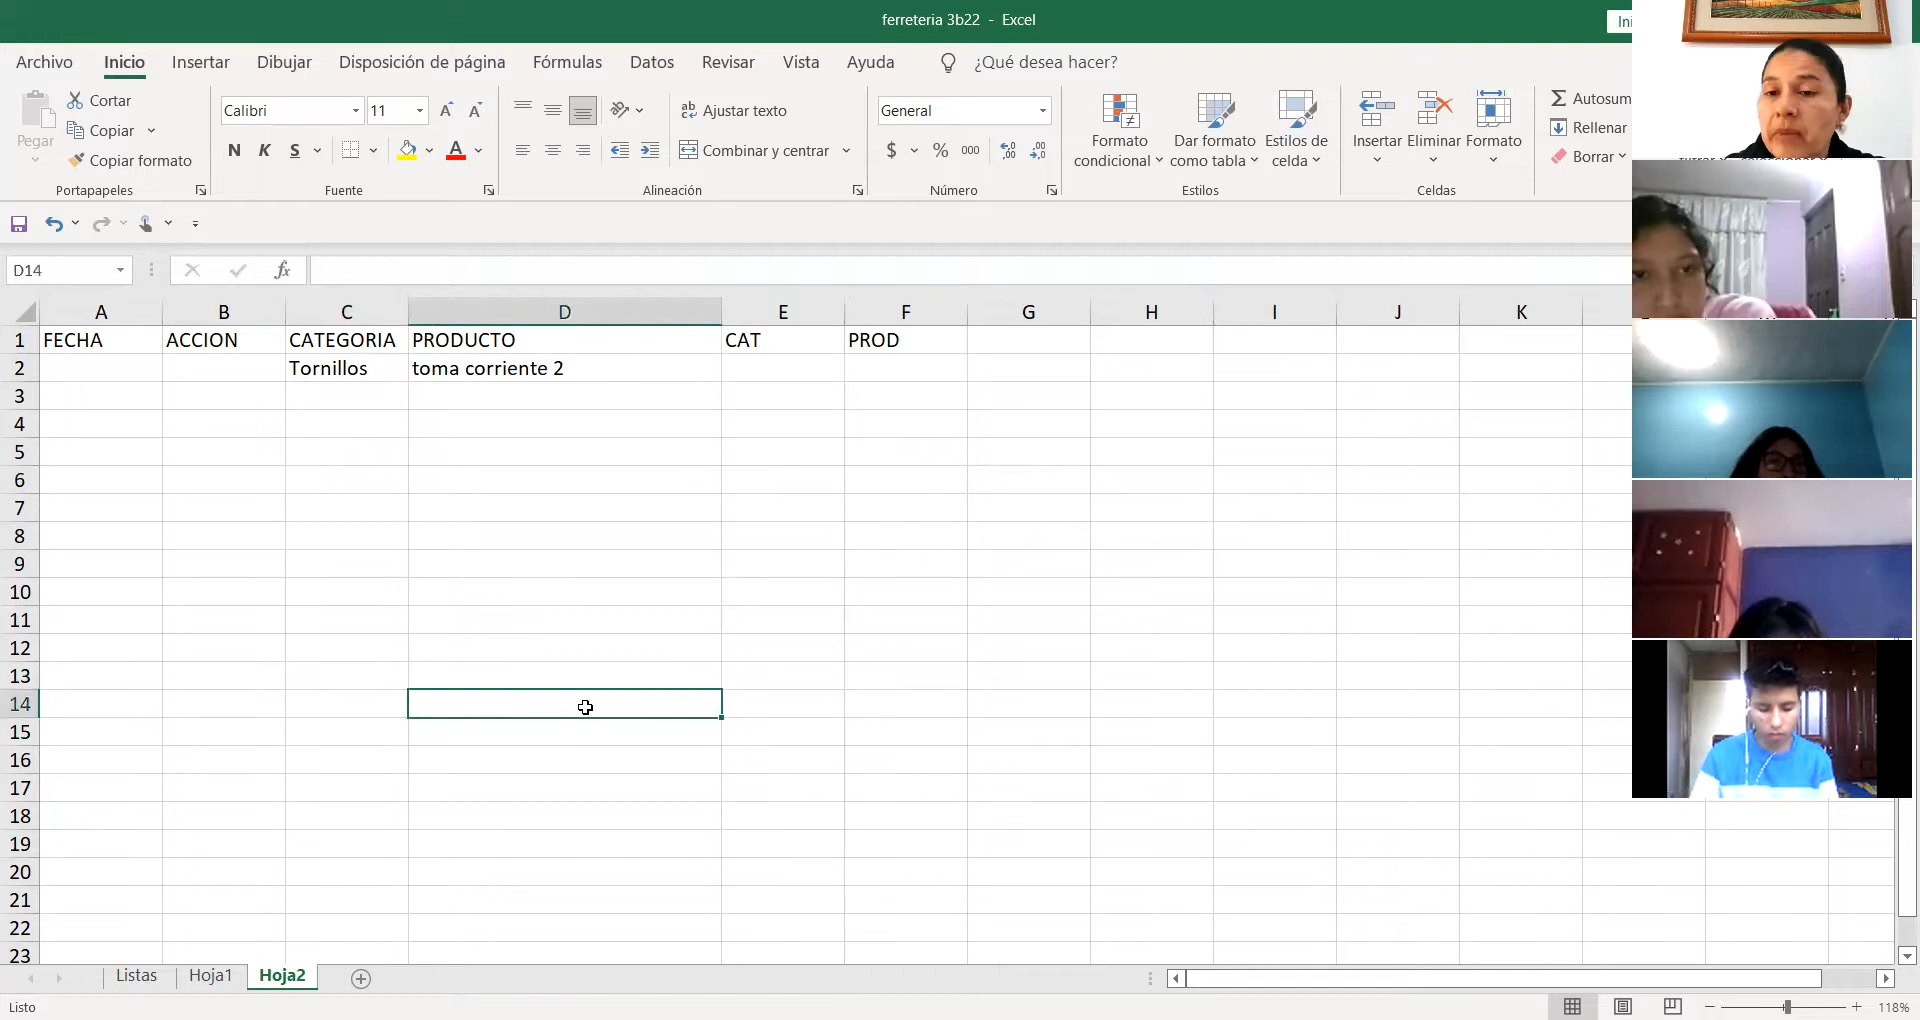 ferreteria 3b22 - Excel
Archivo Inicio Insertar Dibujar Disposición de página Fórmulas Datos Revisar Vista Ayuda ¿Qué desea hacer?
Pegar
Cortar
Copiar
Copiar formato
Portapapeles
Calibri 11
N K S
Fuente
Ajustar texto
Combinar y centrar
Alineación
General
$ % 000
Número
Formato condicional
Dar formato como tabla
Estilos de celda
Estilos
Insertar Eliminar Formato
Celdas
Autosum
Rellenar
Borrar
D14 fx
A B C D E F G H I J K
1 FECHA ACCION CATEGORIA PRODUCTO CAT PROD
2 Tornillos toma corriente 2
3
4
5
6
7
8
9
10
11
12
13
14
15
16
17
18
19
20
21
22
23
Listas Hoja1 Hoja2
Listo 118%